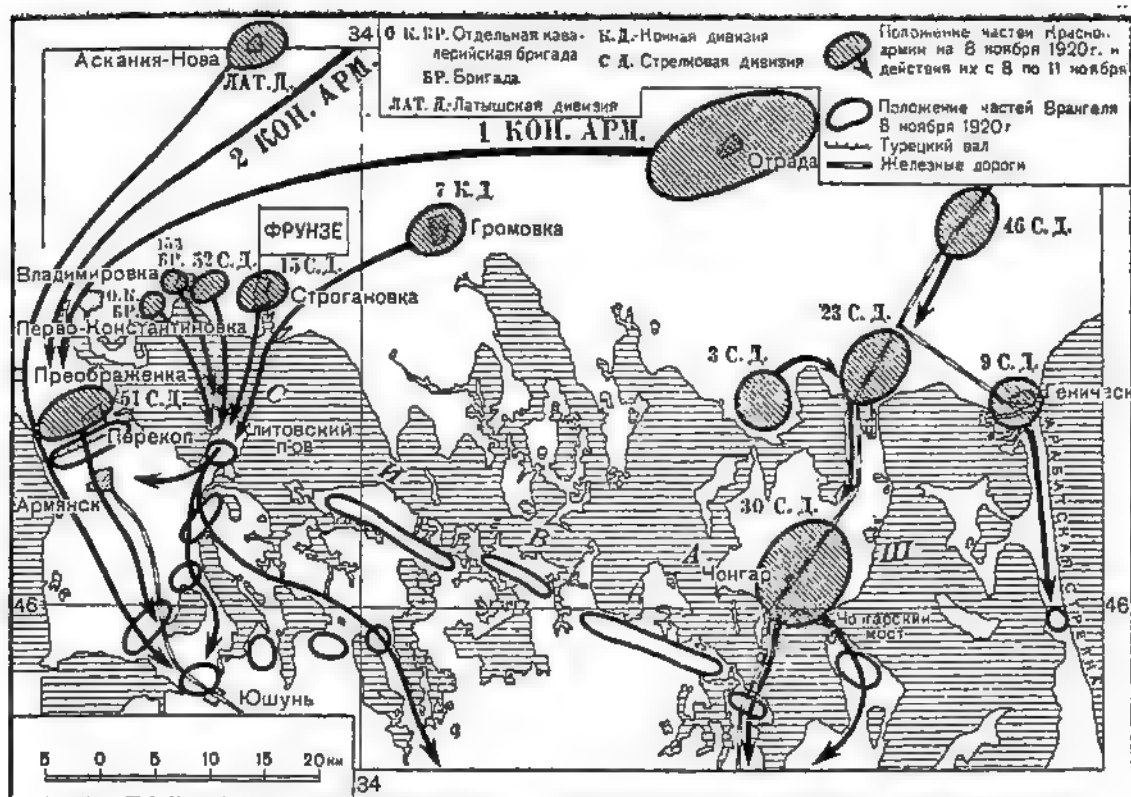 34
О К.БР. Отдельная кава-
лерийская бригада
БР. Бригада
ЛАТ. Д.-Латышская дивизия
К.Д.-Конная дивизия
С Д. Стрелковая дивизия
Положение частей Красной
армии на 8 ноября 1920г. и
действия их с 8 по 11 ноября
Положение частей Врангеля
8 ноября 1920г
Турецкий вал
Железные дороги
Аскания-Нова
ЛАТ. Д.
2 КОН. АРМ.
1 КОН. АРМ.
Отрада
7 К.Д
ФРУНЗЕ
Громовка
46 С. Д.
153
БР.
52 С.Д.
15 С.Д.
Владимировка
О.К.
БР.
Строгановка
Перво-Константиновка
23 С. Д.
3 С.Д.
9 С.Д.
Геническ
Преображенка
51 С.Д.
Перекоп
Литовский
п-ов
АРАБАТСКАЯ СТРЕЛКА
Армянск
30 С.Д.
С И В А Ш
Чонгар
46
46
Чонгарский
мост
Юшунь
5 0 5 10 15 20 км
34